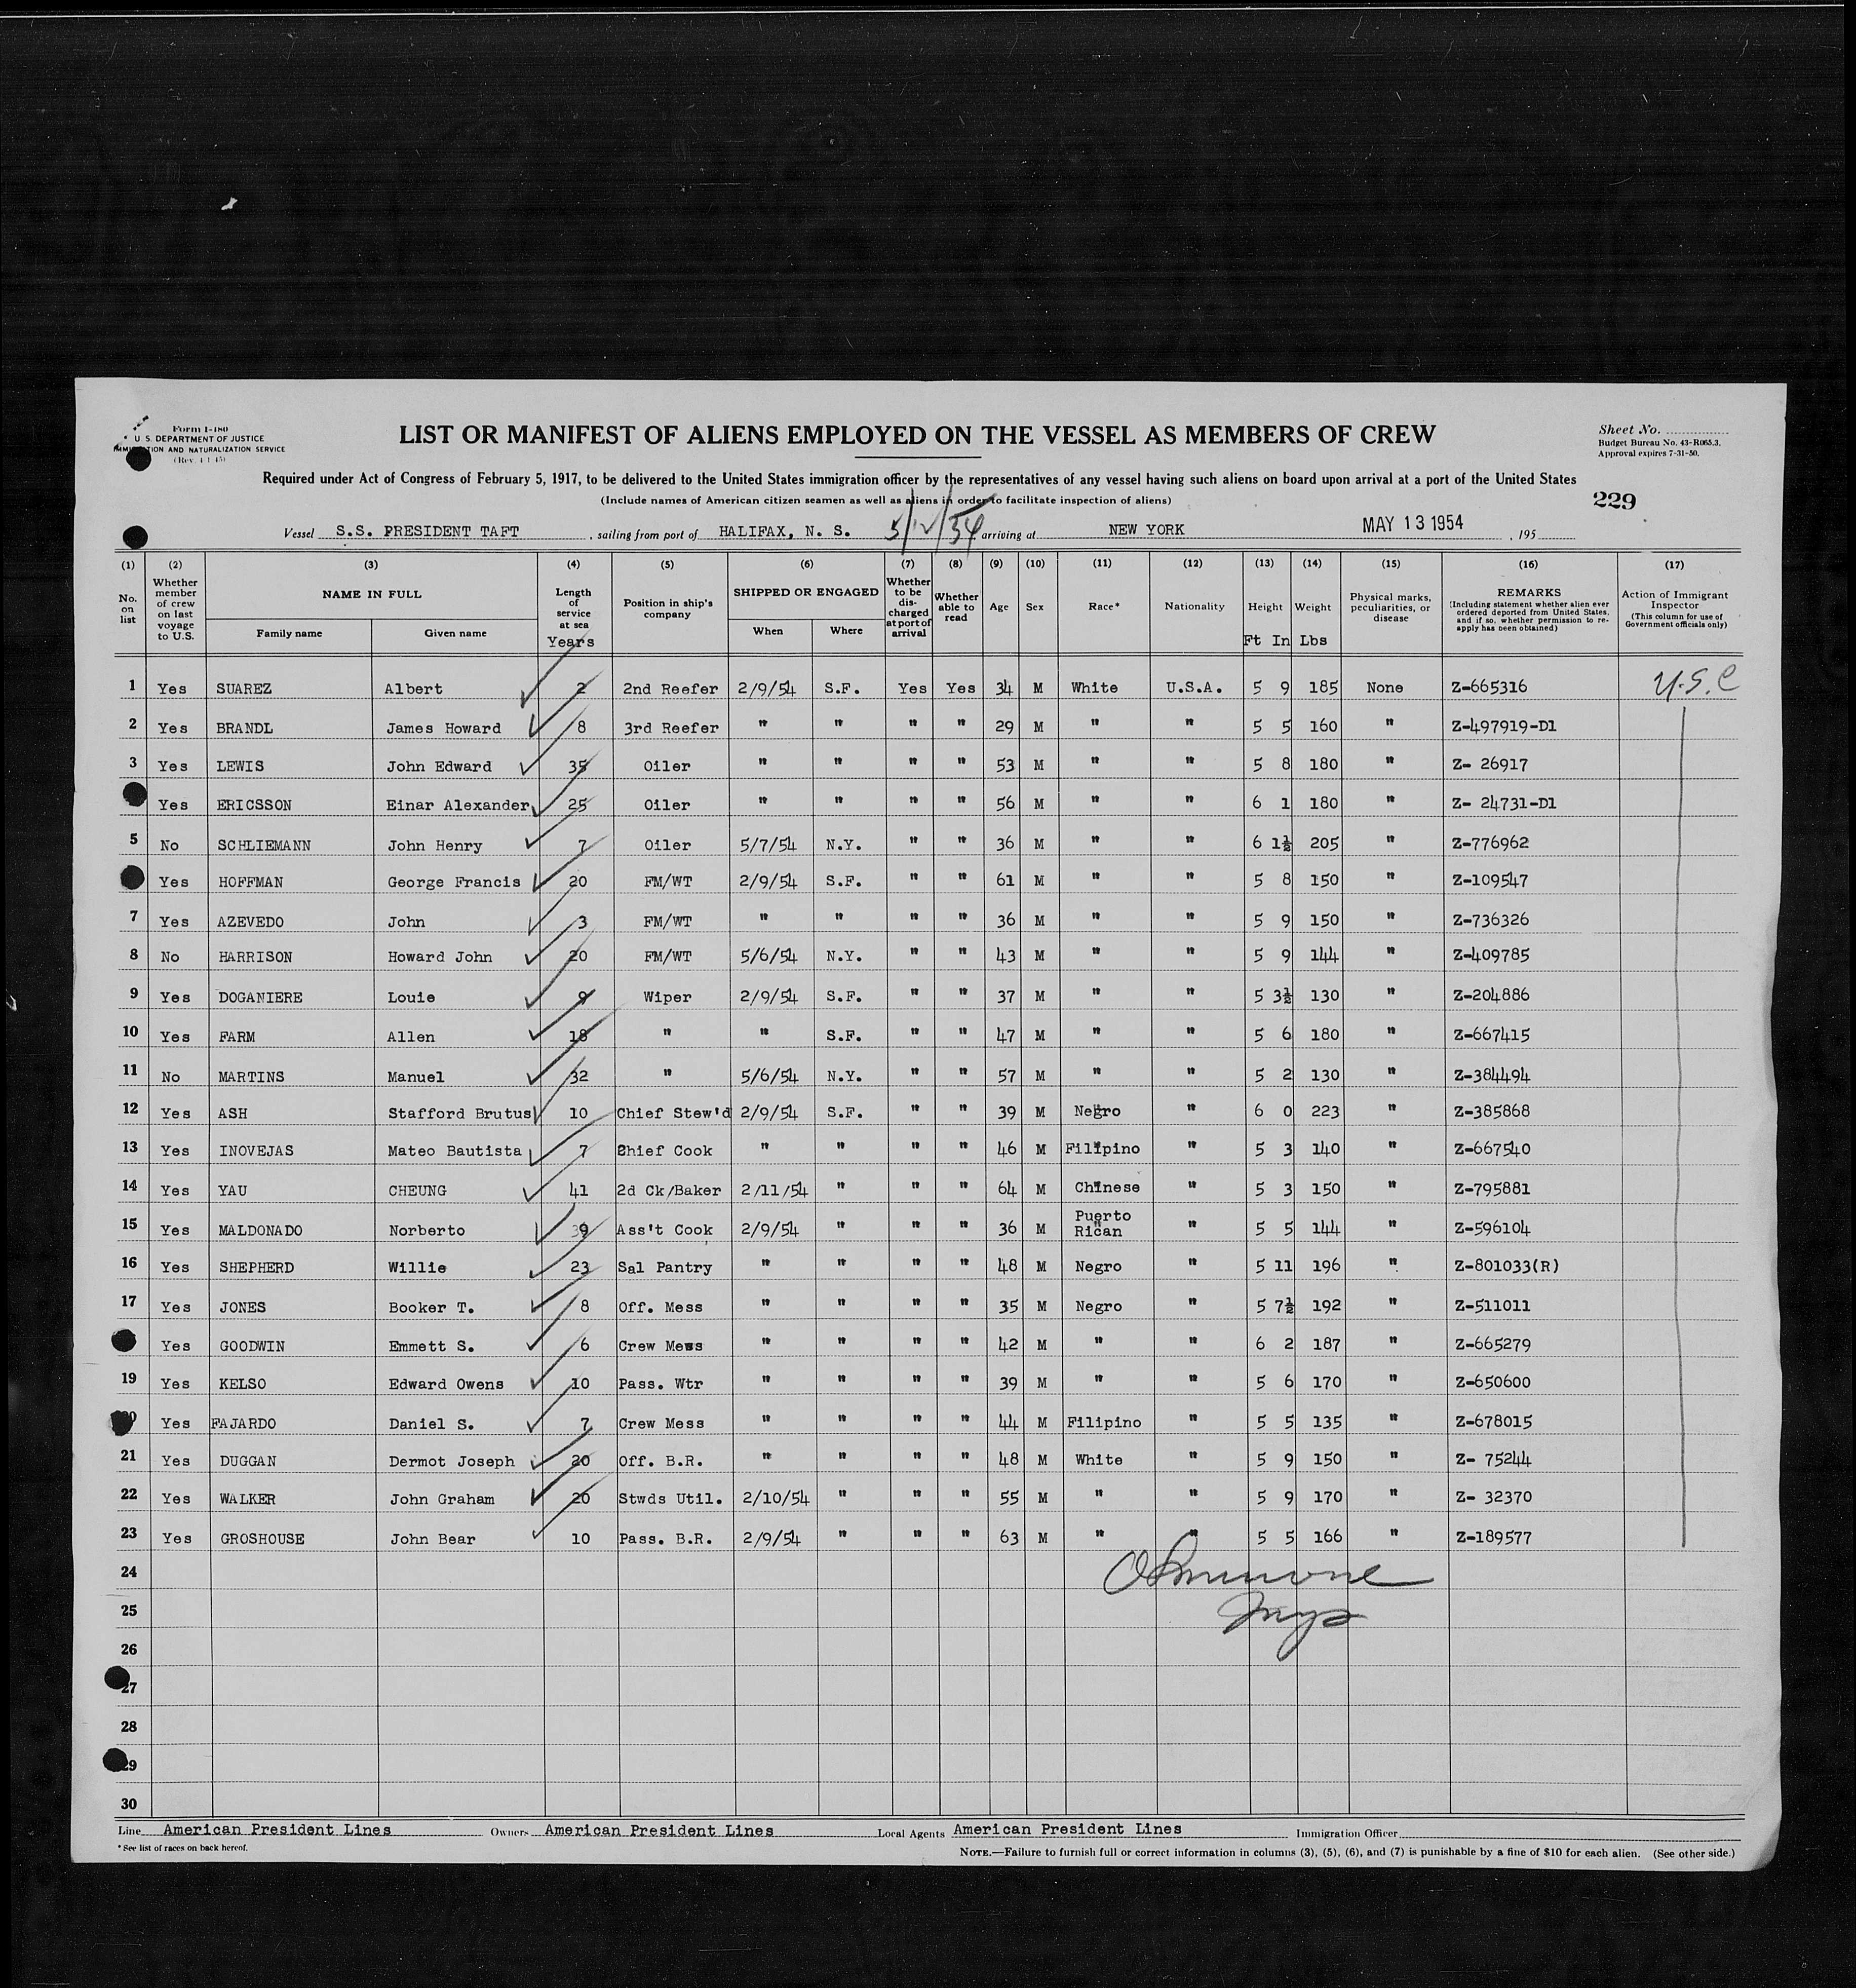 Form I-480
U. S. DEPARTMENT OF JUSTICE
IMMIGRATION AND NATURALIZATION SERVICE
LIST OR MANIFEST OF ALIENS EMPLOYED ON THE VESSEL AS MEMBERS OF CREW
Sheet No.
Budget Bureau No. 43-R065.3.
Approval expires 7-31-50.
Required under Act of Congress of February 5, 1917, to be delivered to the United States immigration officer by the representatives of any vessel having such aliens on board upon arrival at a port of the United States
(Include names of American citizen seamen as well as aliens in order to facilitate inspection of aliens)
229
Vessel S.S. PRESIDENT TAFT , sailing from port of HALIFAX, N. S. 5/12/54 arriving at NEW YORK MAY 13 1954 , 195
(1) (2) (3) (4) (5) (6) (7) (8) (9) (10) (11) (12) (13) (14) (15) (16) (17)
No. on list
Whether member of crew on last voyage to U.S.
NAME IN FULL
Family name
Given name
Length of service at sea
Years
Position in ship's company
SHIPPED OR ENGAGED
When
Where
Whether to be discharged at port of arrival
Whether able to read
Age
Sex
Race*
Nationality
Height
Ft In
Weight
Lbs
Physical marks, peculiarities, or disease
REMARKS
(Including statement whether alien ever ordered deported from United States, and if so, whether permission to re-apply has been obtained)
Action of Immigrant Inspector
(This column for use of Government officials only)
1 Yes SUAREZ Albert 2 2nd Reefer 2/9/54 S.F. Yes Yes 34 M White U.S.A. 5 9 185 None Z-665316 U.S.C
2 Yes BRANDL James Howard 8 3rd Reefer " " " " 29 M " " 5 5 160 " Z-497919-D1
3 Yes LEWIS John Edward 35 Oiler " " " " 53 M " " 5 8 180 " Z- 26917
Yes ERICSSON Einar Alexander 25 Oiler " " " " 56 M " " 6 1 180 " Z- 24731-D1
5 No SCHLIEMANN John Henry 7 Oiler 5/7/54 N.Y. " " 36 M " " 6 1½ 205 " Z-776962
Yes HOFFMAN George Francis 20 FM/WT 2/9/54 S.F. " " 61 M " " 5 8 150 " Z-109547
7 Yes AZEVEDO John 3 FM/WT " " " " 36 M " " 5 9 150 " Z-736326
8 No HARRISON Howard John 20 FM/WT 5/6/54 N.Y. " " 43 M " " 5 9 144 " Z-409785
9 Yes DOGANIERE Louie 9 Wiper 2/9/54 S.F. " " 37 M " " 5 3½ 130 " Z-204886
10 Yes FARM Allen 18 " " S.F. " " 47 M " " 5 6 180 " Z-667415
11 No MARTINS Manuel 32 " 5/6/54 N.Y. " " 57 M " " 5 2 130 " Z-384494
12 Yes ASH Stafford Brutus 10 Chief Stew'd 2/9/54 S.F. " " 39 M Negro " 6 0 223 " Z-385868
13 Yes INOVEJAS Mateo Bautista 7 Chief Cook " " " " 46 M Filipino " 5 3 140 " Z-667540
14 Yes YAU CHEUNG 41 2d Ck/Baker 2/11/54 " " " 64 M Chinese " 5 3 150 " Z-795881
15 Yes MALDONADO Norberto 9 Ass't Cook 2/9/54 " " " 36 M Puerto Rican " 5 5 144 " Z-596104
16 Yes SHEPHERD Willie 23 Sal Pantry " " " " 48 M Negro " 5 11 196 " Z-801033(R)
17 Yes JONES Booker T. 8 Off. Mess " " " " 35 M Negro " 5 7½ 192 " Z-511011
Yes GOODWIN Emmett S. 6 Crew Mess " " " " 42 M " " 6 2 187 " Z-665279
19 Yes KELSO Edward Owens 10 Pass. Wtr " " " " 39 M " " 5 6 170 " Z-650600
20 Yes FAJARDO Daniel S. 7 Crew Mess " " " " 44 M Filipino " 5 5 135 " Z-678015
21 Yes DUGGAN Dermot Joseph 20 Off. B.R. " " " " 48 M White " 5 9 150 " Z- 75244
22 Yes WALKER John Graham 20 Stwds Util. 2/10/54 " " " 55 M " " 5 9 170 " Z- 32370
23 Yes GROSHOUSE John Bear 10 Pass. B.R. 2/9/54 " " " 63 M " " 5 5 166 " Z-189577
24
25
26
27
28
29
30
Line American President Lines Owners American President Lines Local Agents American President Lines Immigration Officer
* See list of races on back hereof.
NOTE.—Failure to furnish full or correct information in columns (3), (5), (6), and (7) is punishable by a fine of $10 for each alien. (See other side.)